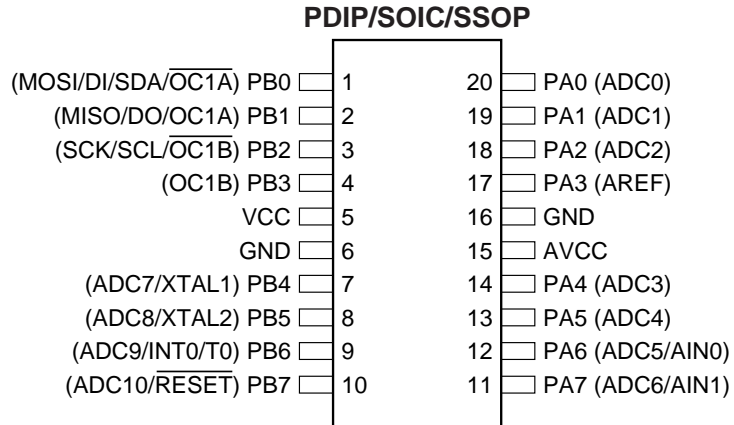 PDIP/SOIC/SSOP
(MOSI/DI/SDA/O̅C̅1̅A̅) PB0 1 20 PA0 (ADC0)
(MISO/DO/OC1A) PB1 2 19 PA1 (ADC1)
(SCK/SCL/O̅C̅1̅B̅) PB2 3 18 PA2 (ADC2)
(OC1B) PB3 4 17 PA3 (AREF)
VCC 5 16 GND
GND 6 15 AVCC
(ADC7/XTAL1) PB4 7 14 PA4 (ADC3)
(ADC8/XTAL2) PB5 8 13 PA5 (ADC4)
(ADC9/INT0/T0) PB6 9 12 PA6 (ADC5/AIN0)
(ADC10/R̅E̅S̅E̅T̅) PB7 10 11 PA7 (ADC6/AIN1)